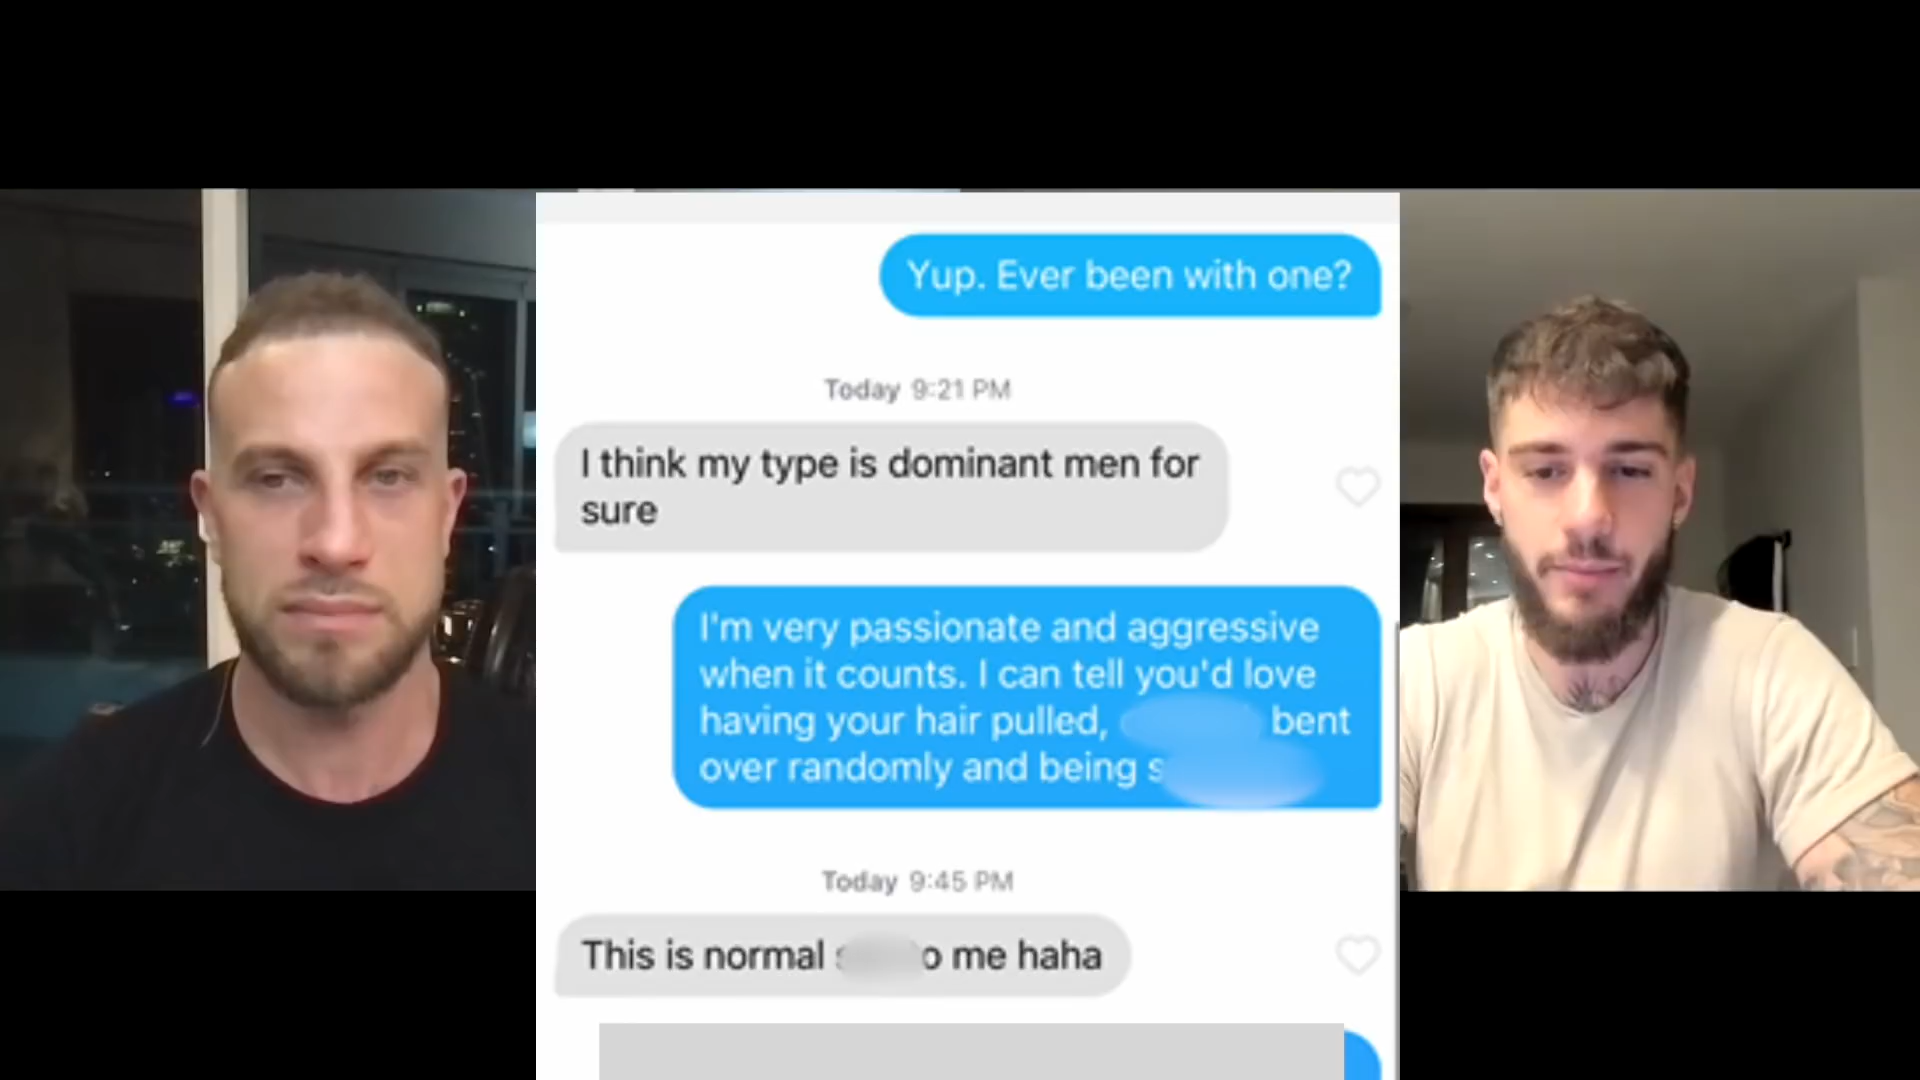 Yup. Ever been with one?
Today 9:21 PM
I think my type is dominant men for
sure
I'm very passionate and aggressive
when it counts. I can tell you'd love
having your hair pulled, bent
over randomly and being
Today 9:45 PM
This is normal me haha